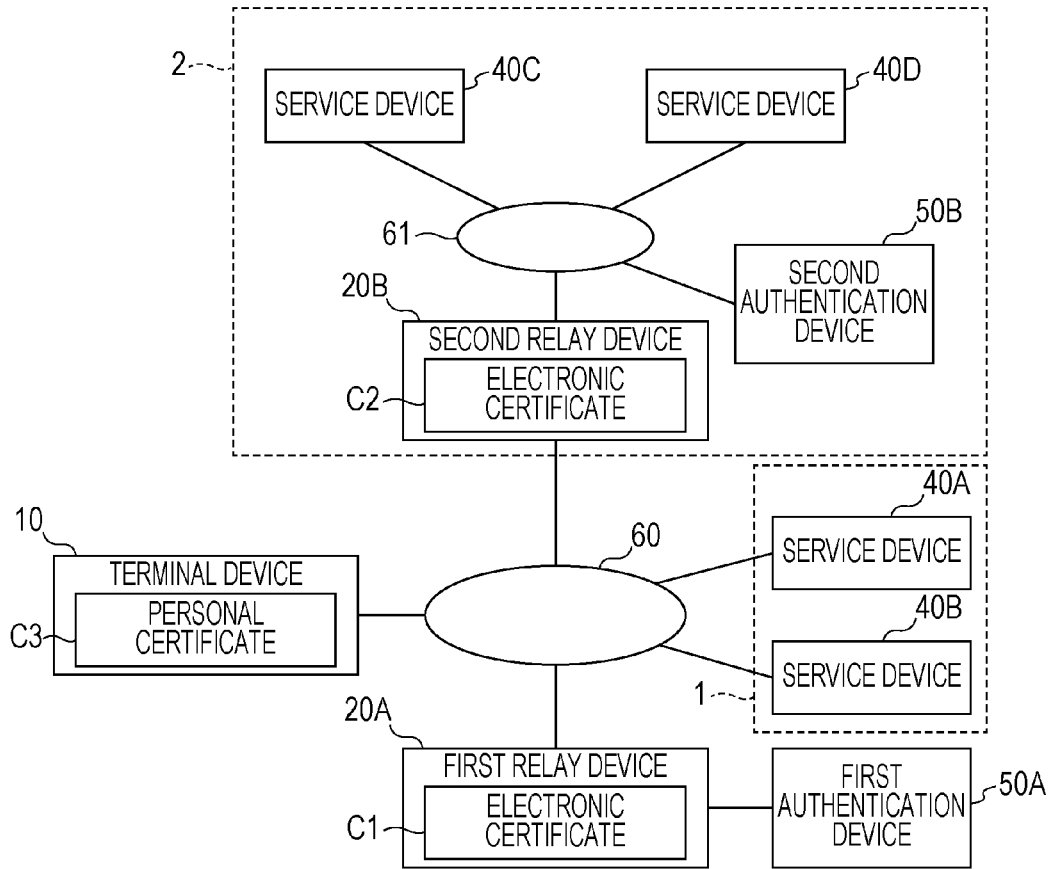 2
40C
SERVICE DEVICE
40D
SERVICE DEVICE
61
50B
SECOND
AUTHENTICATION
DEVICE
20B
SECOND RELAY DEVICE
C2
ELECTRONIC
CERTIFICATE
10
TERMINAL DEVICE
C3
PERSONAL
CERTIFICATE
60
40A
SERVICE DEVICE
40B
SERVICE DEVICE
1
20A
FIRST RELAY DEVICE
C1
ELECTRONIC
CERTIFICATE
FIRST
AUTHENTICATION
DEVICE
50A